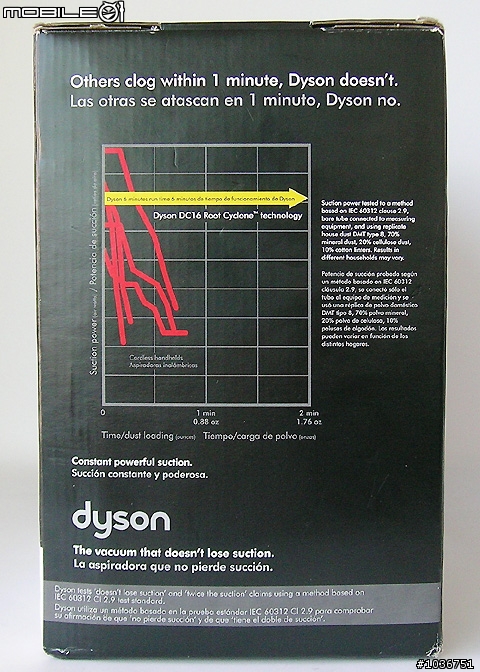 MOBILE01
Others clog within 1 minute, Dyson doesn't.
Las otras se atascan en 1 minuto, Dyson no.
Suction power / Potencia de succión
Dyson 6 minutes run time 6 minutos de tiempo de funcionamiento de Dyson
Dyson DC16 Root Cyclone™ technology
Cordless handhelds
Aspiradoras inalámbricas
0 1 min 2 min
0.88 oz 1.76 oz
Time/dust loading (ounces) Tiempo/carga de polvo (onzas)
Suction power tested to a method
based on IEC 60312 clause 2.9,
bare tube connected to measuring
equipment, and using replicate
house dust DMT type 8, 70%
mineral dust, 20% cellulose dust,
10% cotton linters. Results in
different households may vary.
Potencia de succión probada según
un método basado en IEC 60312
cláusula 2.9, se conectó sólo el
tubo al equipo de medición y se
usó una réplica de polvo doméstico
DMT tipo 8, 70% polvo mineral,
20% polvo de celulosa, 10%
pelusas de algodón. Los resultados
pueden variar en función de los
distintos hogares.
Constant powerful suction.
Succión constante y poderosa.
dyson
The vacuum that doesn't lose suction.
La aspiradora que no pierde succión.
Dyson tests 'doesn't lose suction' and 'twice the suction' claims using a method based on
IEC 60312 Cl 2.9 test standard.
Dyson utiliza un método basado en la prueba estándar IEC 60312 Cl 2.9 para comprobar
su afirmación de que 'no pierde succión' y de que 'tiene el doble de succión'.
#1036751